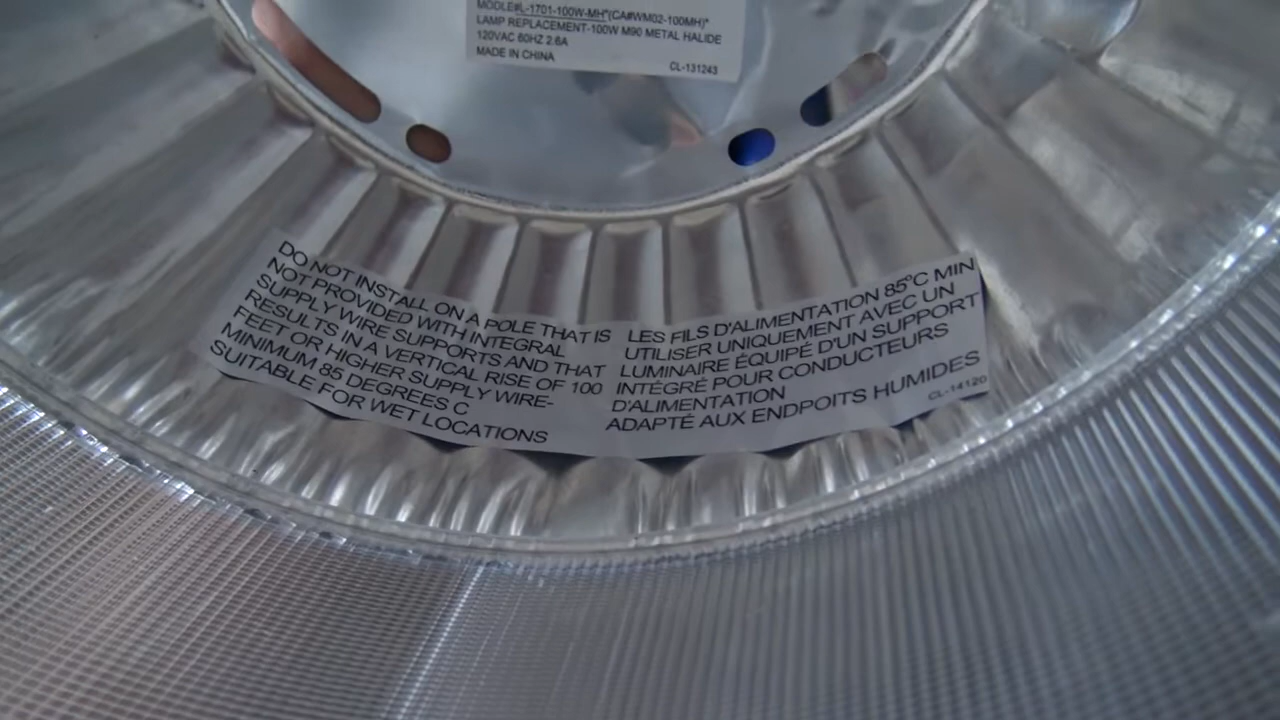 MODLE#L-1701-100W-MH*(CA#WM02-100MH)*
LAMP REPLACEMENT-100W M90 METAL HALIDE
120VAC 60HZ 2.6A
MADE IN CHINA
CL-131243
DO NOT INSTALL ON A POLE THAT IS
NOT PROVIDED WITH INTEGRAL
SUPPLY WIRE SUPPORTS AND THAT
RESULTS IN A VERTICAL RISE OF 100
FEET OR HIGHER SUPPLY WIRE-
MINIMUM 85 DEGREES C
SUITABLE FOR WET LOCATIONS
LES FILS D'ALIMENTATION 85°C MIN
UTILISER UNIQUEMENT AVEC UN
LUMINAIRE ÉQUIPÉ D'UN SUPPORT
INTÉGRÉ POUR CONDUCTEURS
D'ALIMENTATION
ADAPTÉ AUX ENDPOITS HUMIDES
CL-14120